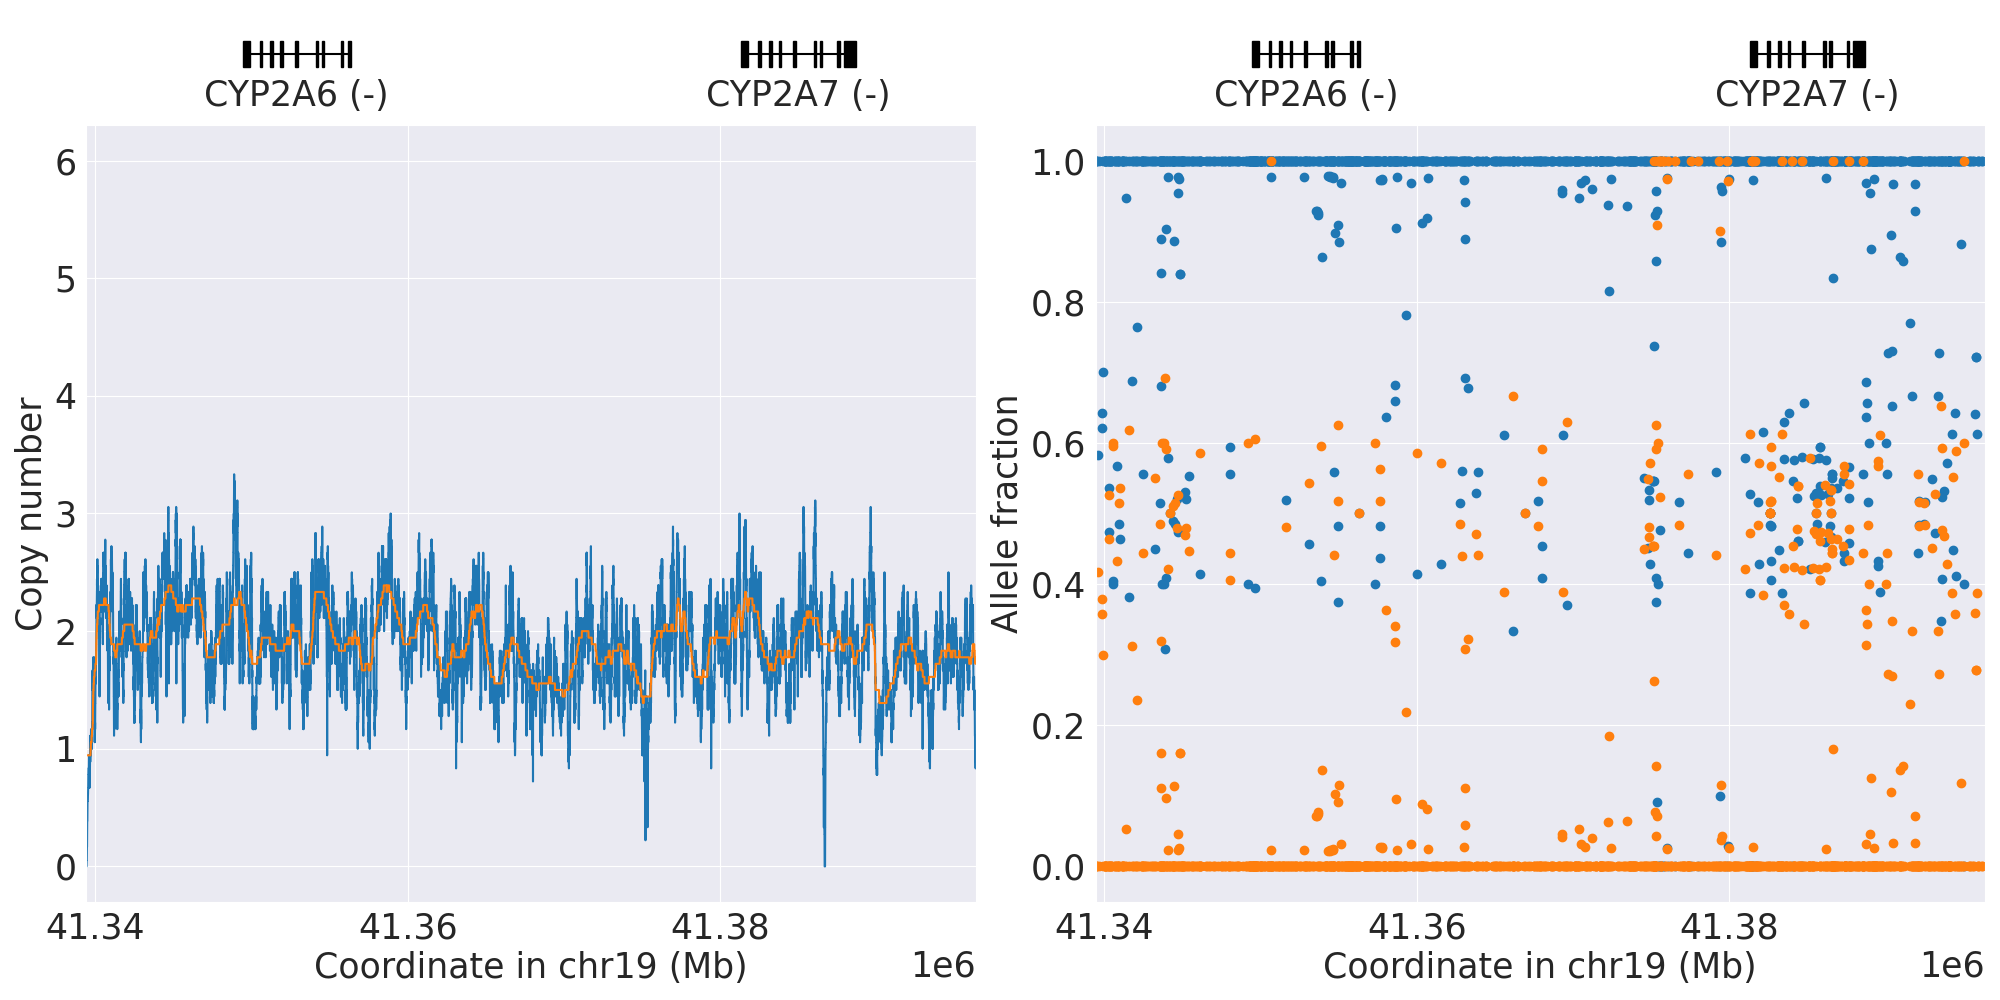 CYP2A6 (-) CYP2A7 (-)
6
5
4
3
2
1
0
Copy number
41.34 41.36 41.38
Coordinate in chr19 (Mb) 1e6
CYP2A6 (-) CYP2A7 (-)
1.0
0.8
0.6
0.4
0.2
0.0
Allele fraction
41.34 41.36 41.38
Coordinate in chr19 (Mb) 1e6